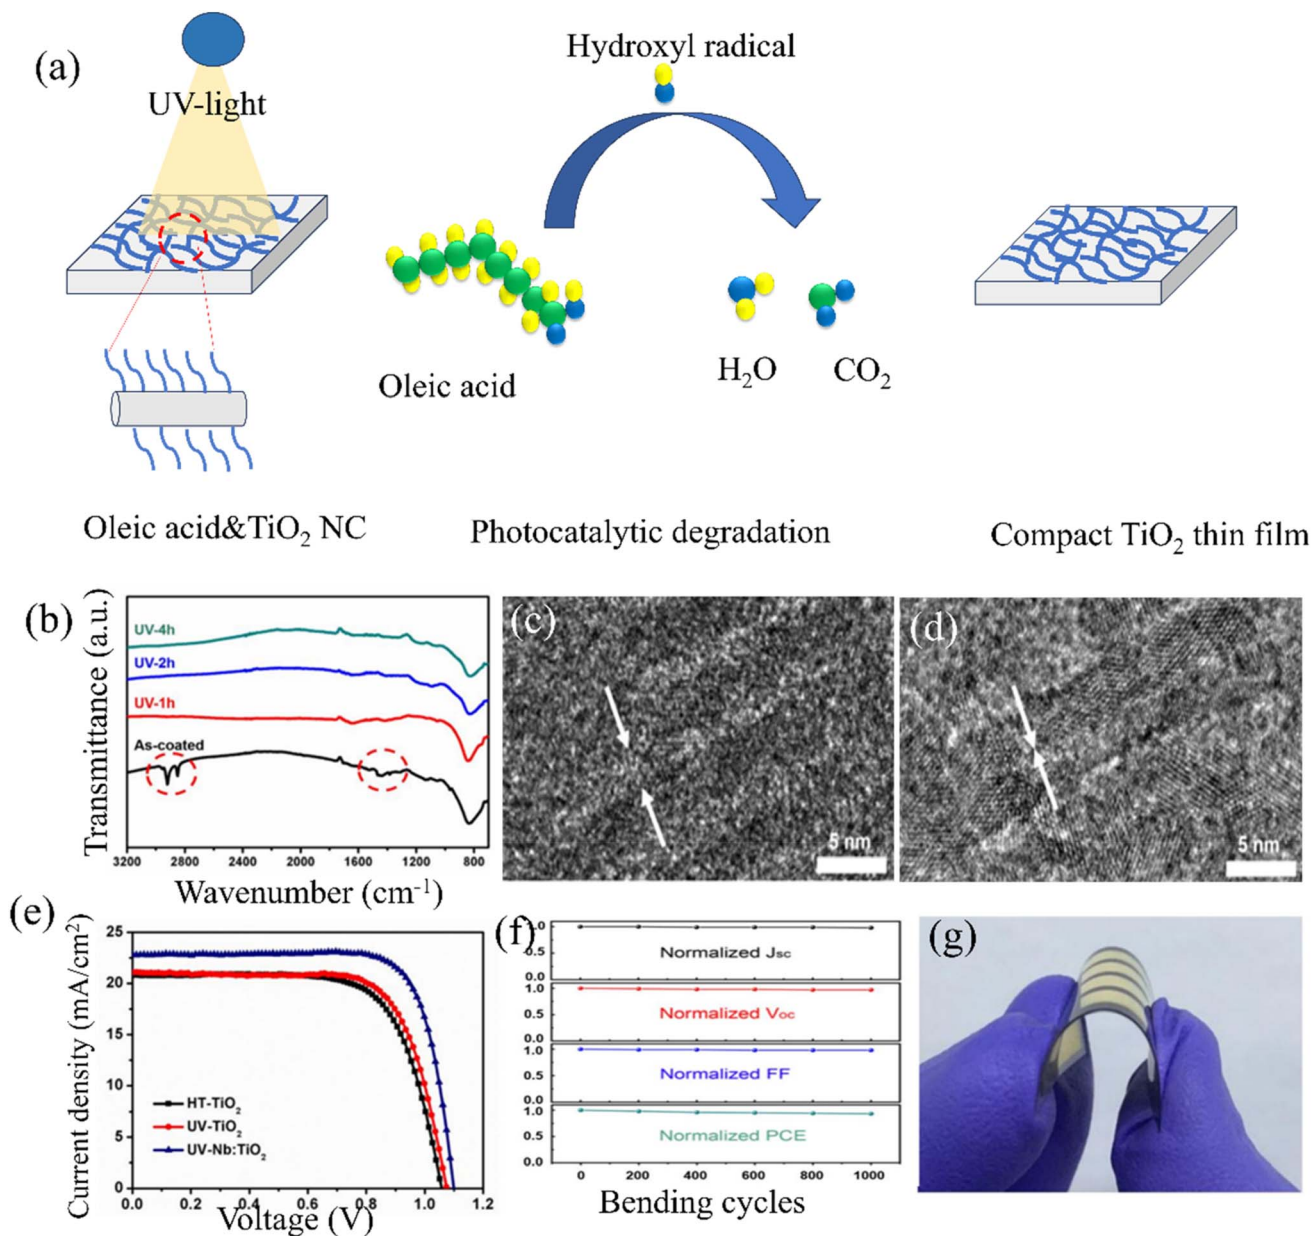 (a)
UV-light
Hydroxyl radical
Oleic acid
H₂O
CO₂
Oleic acid&TiO₂ NC
Photocatalytic degradation
Compact TiO₂ thin film
(b)
Transmittance (a.u.)
UV-4h
UV-2h
UV-1h
As-coated
3200 2800 2400 2000 1600 1200 800
Wavenumber (cm⁻¹)
(c)
5 nm
(d)
5 nm
(e)
Current density (mA/cm²)
25
20
15
10
5
0
HT-TiO₂
UV-TiO₂
UV-Nb:TiO₂
0.0 0.2 0.4 0.6 0.8 1.0 1.2
Voltage (V)
(f)
1.0
0.5
0.0
Normalized Jsc
1.0
0.5
0.0
Normalized Voc
1.0
0.5
0.0
Normalized FF
1.0
0.5
0.0
Normalized PCE
0 200 400 600 800 1000
Bending cycles
(g)